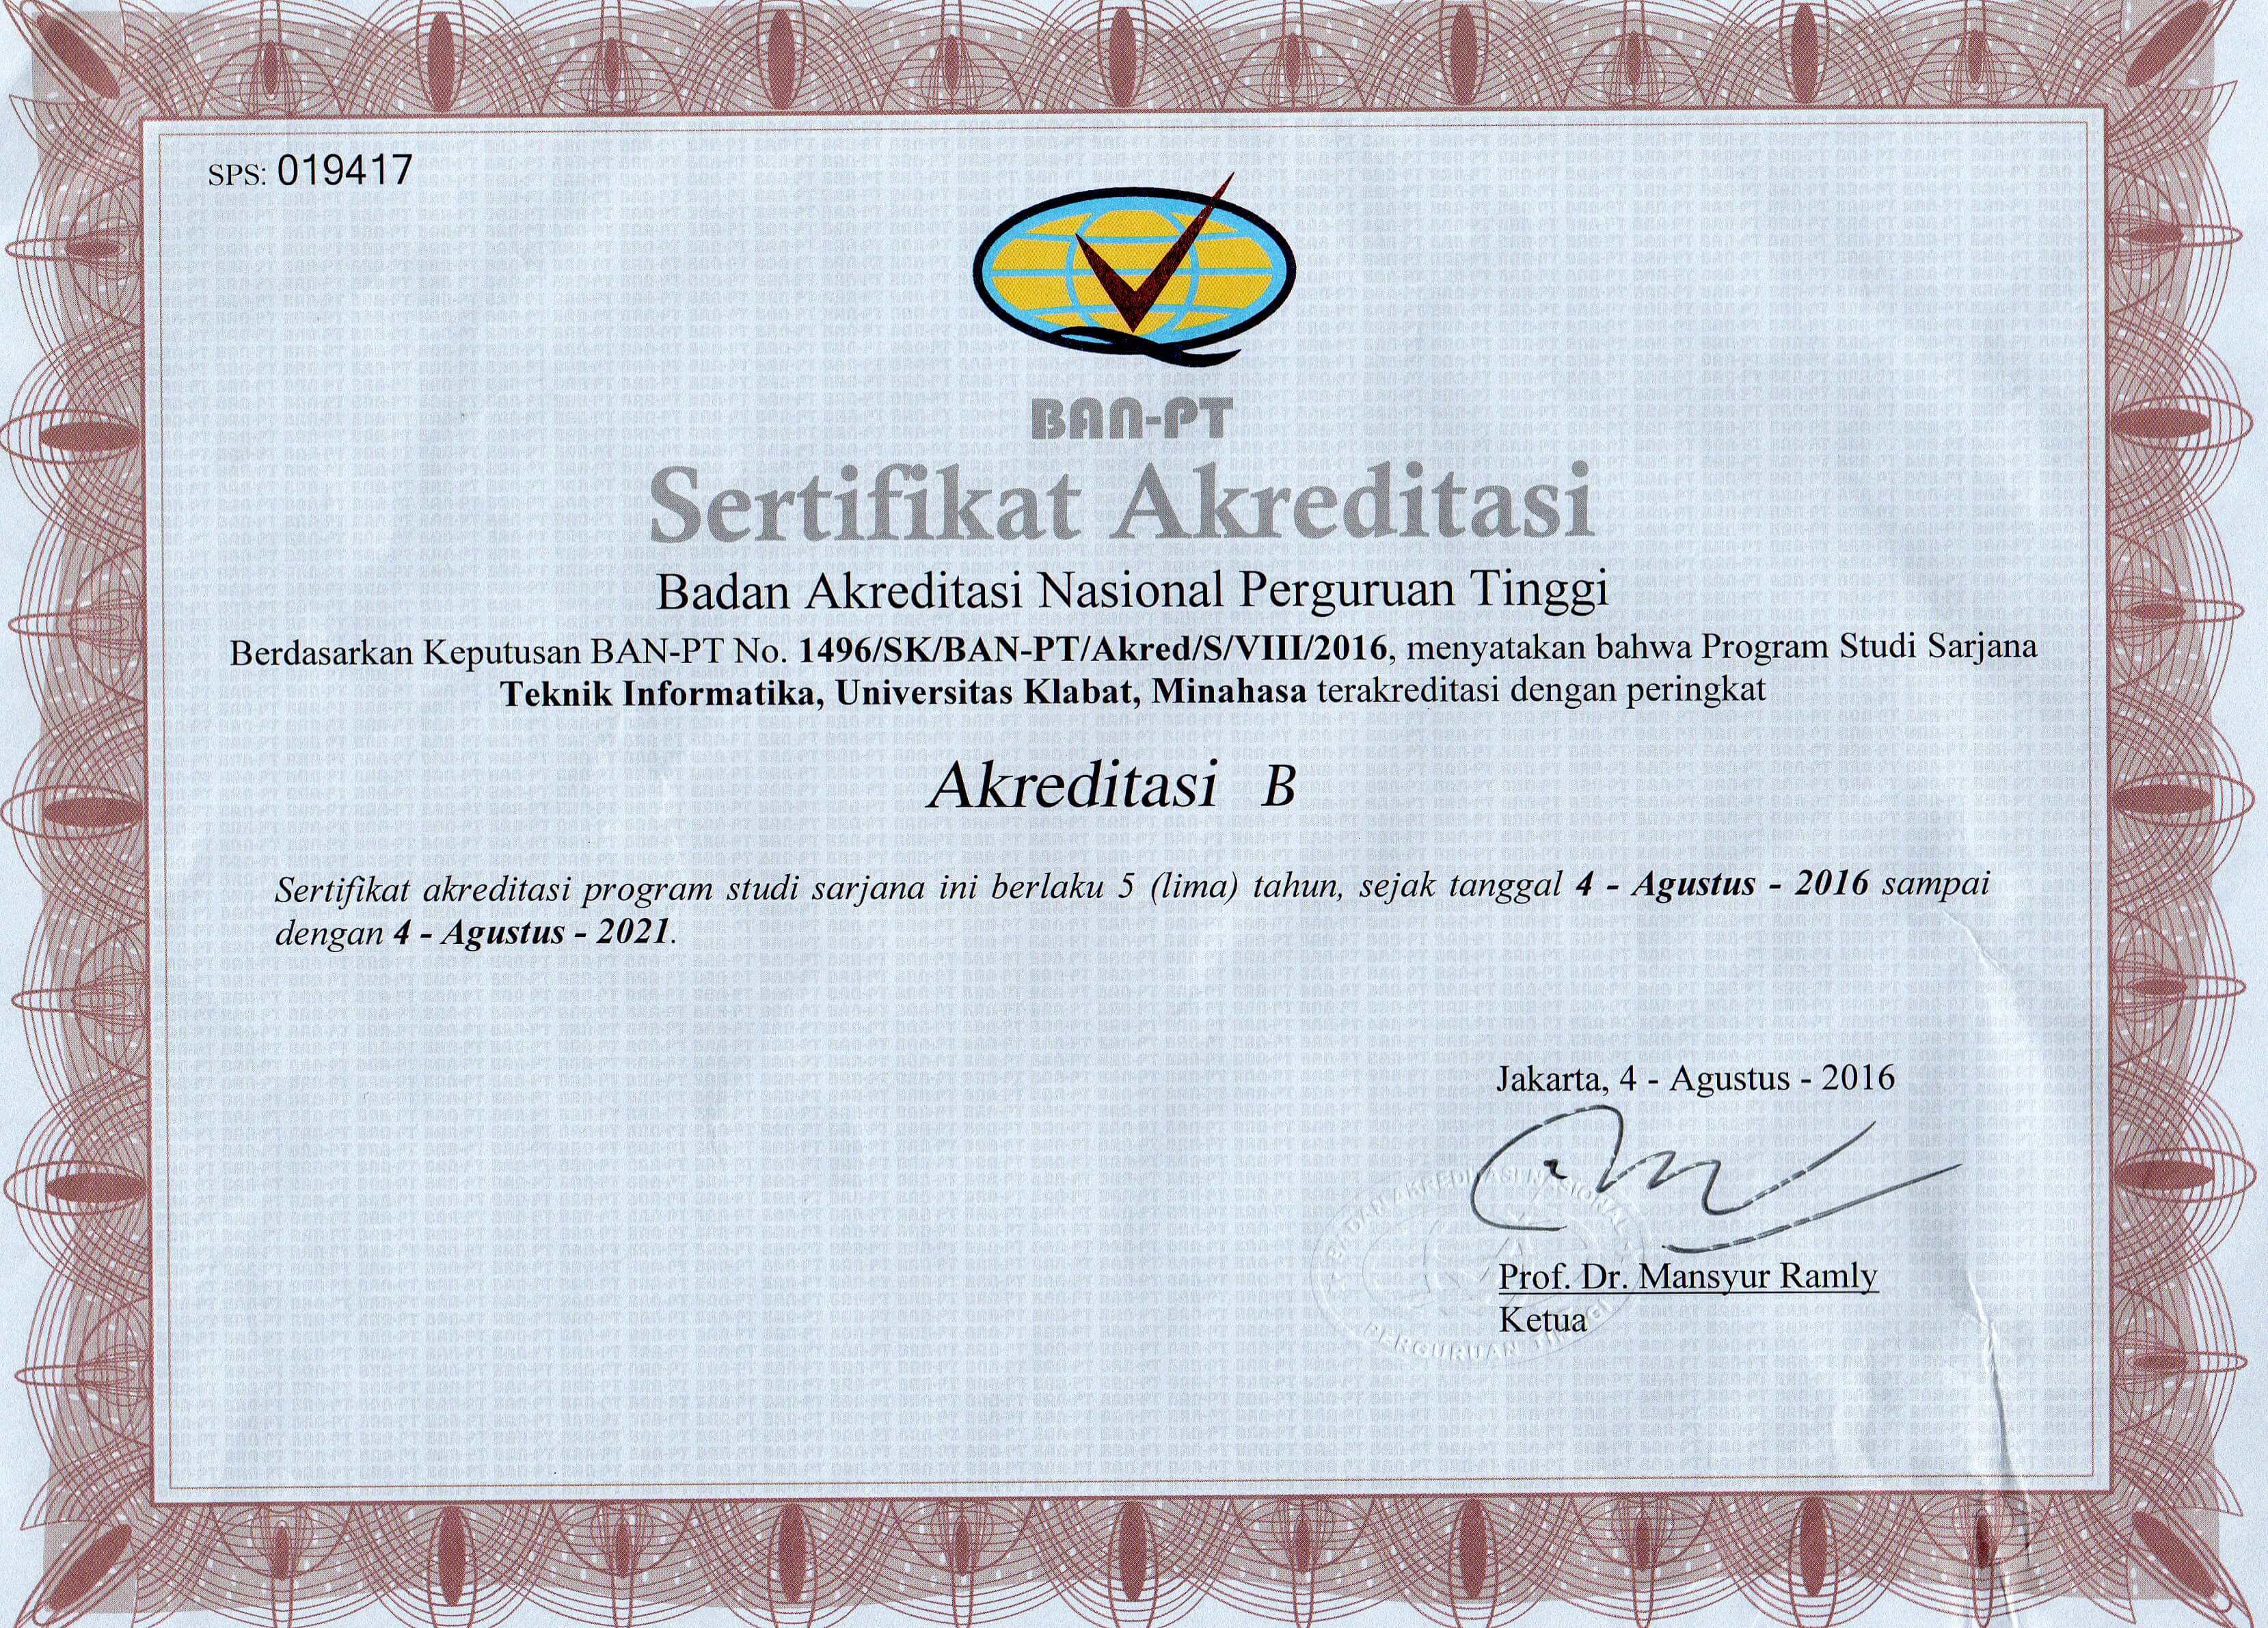 SPS: 019417
BAN-PT
Sertifikat Akreditasi
Badan Akreditasi Nasional Perguruan Tinggi
Berdasarkan Keputusan BAN-PT No. 1496/SK/BAN-PT/Akred/S/VIII/2016, menyatakan bahwa Program Studi Sarjana
Teknik Informatika, Universitas Klabat, Minahasa terakreditasi dengan peringkat
Akreditasi B
Sertifikat akreditasi program studi sarjana ini berlaku 5 (lima) tahun, sejak tanggal 4 - Agustus - 2016 sampai
dengan 4 - Agustus - 2021.
Jakarta, 4 - Agustus - 2016
BADAN AKREDITASI NASIONAL
PERGURUAN TINGGI
Prof. Dr. Mansyur Ramly
Ketua